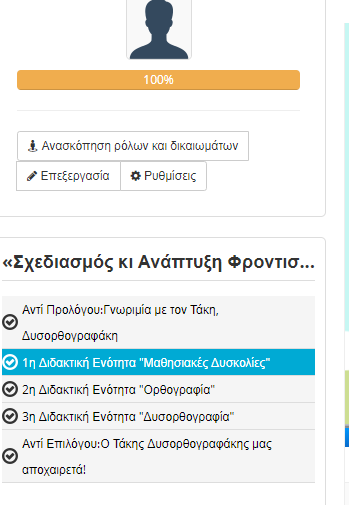 100%
Ανασκόπηση ρόλων και δικαιωμάτων
Επεξεργασία
Ρυθμίσεις
«Σχεδιασμός κι Ανάπτυξη Φροντισ...
Αντί Προλόγου:Γνωριμία με τον Τάκη,
Δυσορθογραφάκη
1η Διδακτική Ενότητα "Μαθησιακές Δυσκολίες"
2η Διδακτική Ενότητα "Ορθογραφία"
3η Διδακτική Ενότητα "Δυσορθογραφία"
Αντί Επιλόγου:Ο Τάκης Δυσορθογραφάκης μας
αποχαιρετά!